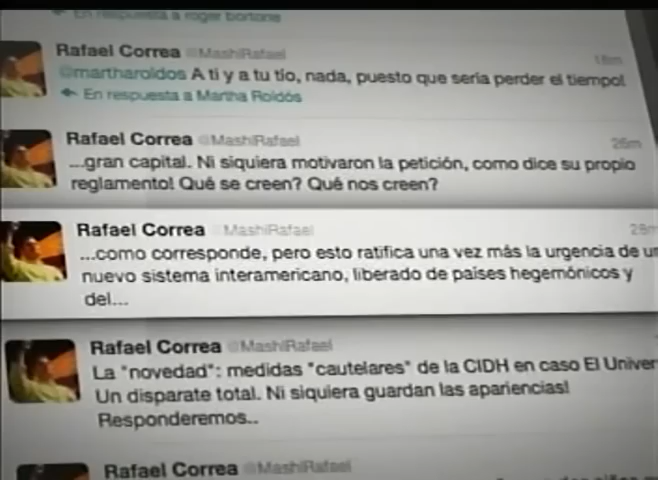 En respuesta a roger bortone
Rafael Correa @MashiRafael
18m
@martharoldos A ti y a tu tío, nada, puesto que sería perder el tiempo!
En respuesta a Martha Roldós
Rafael Correa @MashiRafael
26m
...gran capital. Ni siquiera motivaron la petición, como dice su propio
reglamento! Qué se creen? Qué nos creen?
Rafael Correa MashiRafael
28m
...como corresponde, pero esto ratifica una vez más la urgencia de un
nuevo sistema interamericano, liberado de países hegemónicos y
del...
Rafael Correa @MashiRafael
La "novedad": medidas "cautelares" de la CIDH en caso El Univer
Un disparate total. Ni siquiera guardan las apariencias!
Responderemos..
Rafael Correa @MashiRafael